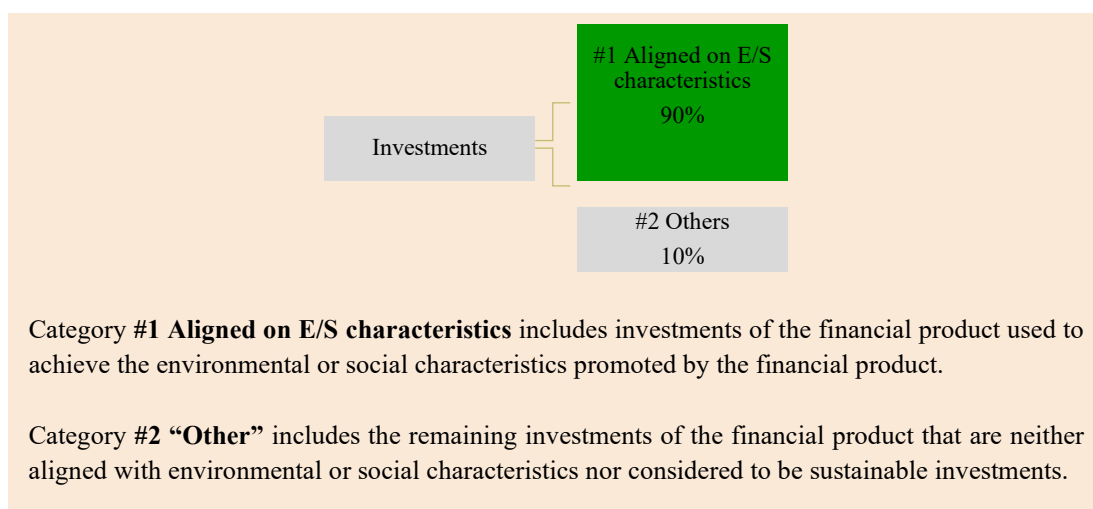 #1 Aligned on E/S
characteristics
90%
Investments
#2 Others
10%
Category #1 Aligned on E/S characteristics includes investments of the financial product used to
achieve the environmental or social characteristics promoted by the financial product.
Category #2 “Other” includes the remaining investments of the financial product that are neither
aligned with environmental or social characteristics nor considered to be sustainable investments.